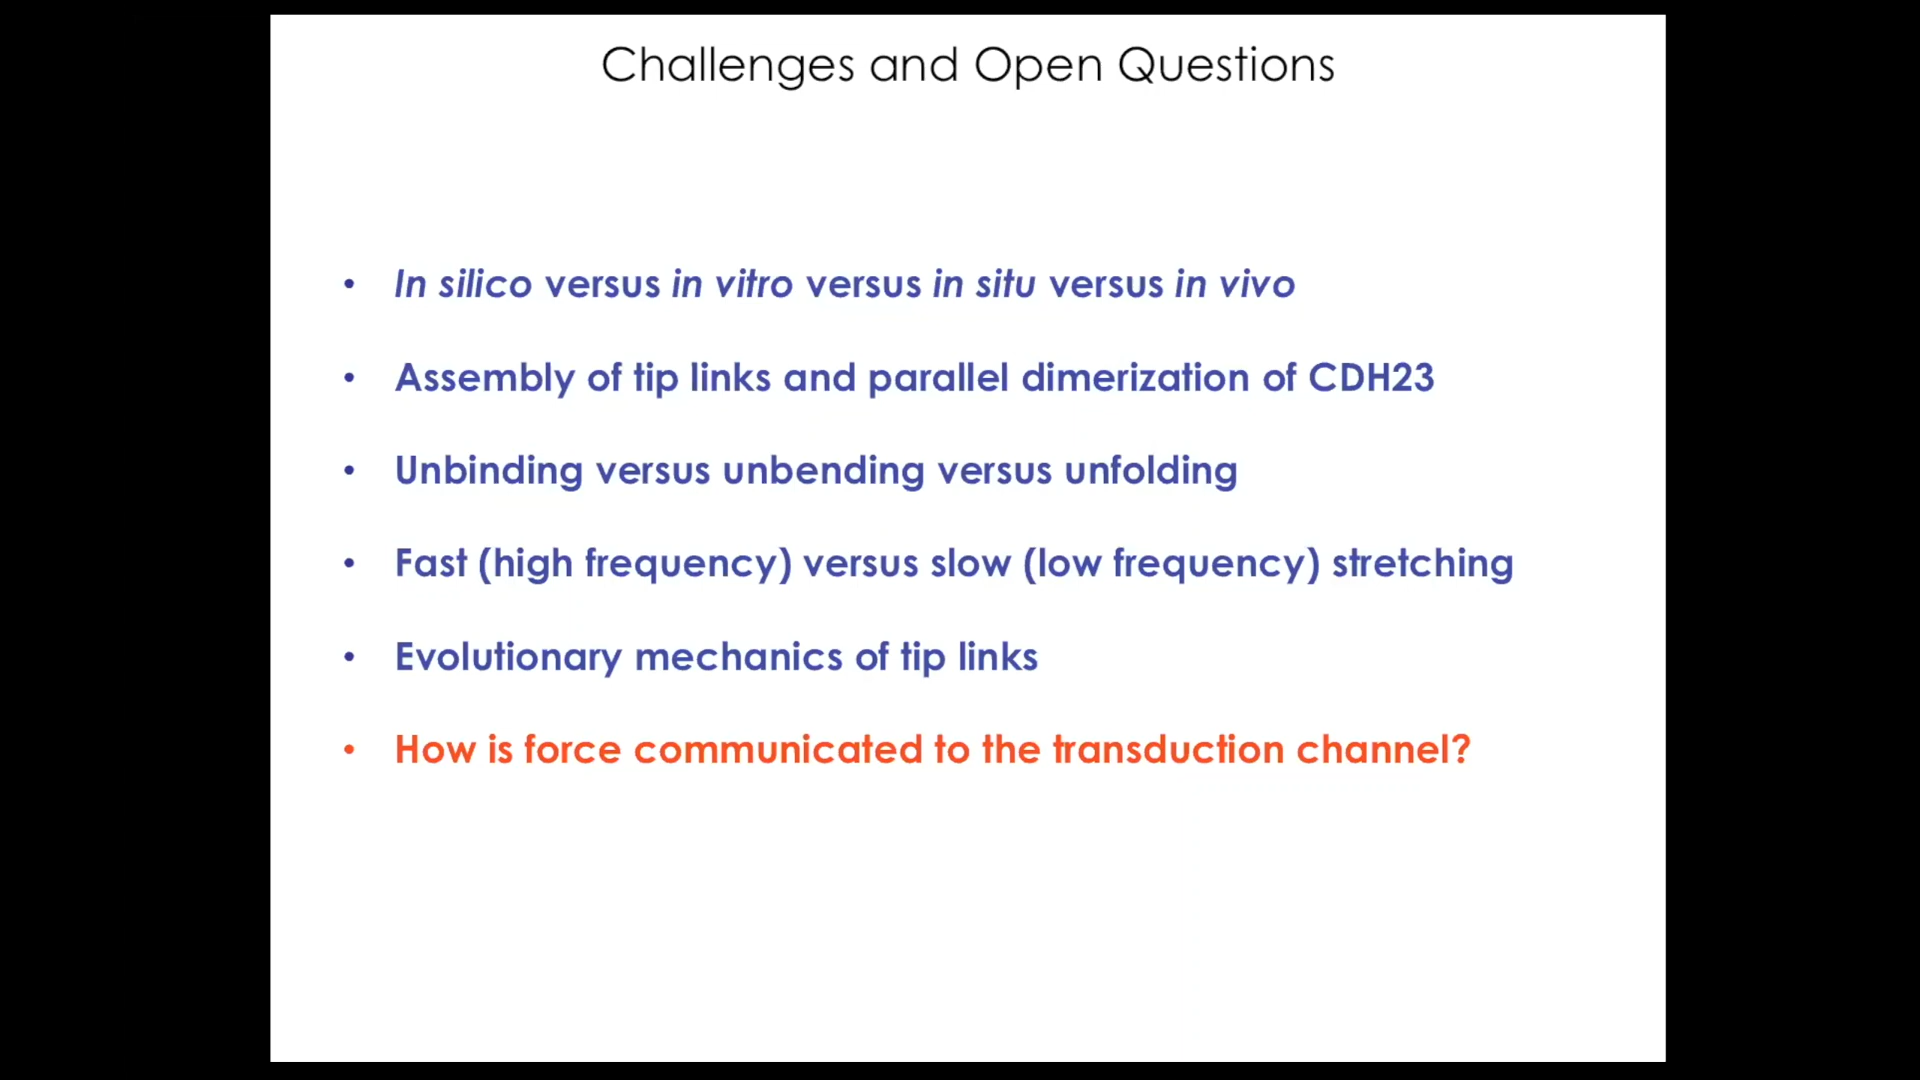 Challenges and Open Questions
• In silico versus in vitro versus in situ versus in vivo
• Assembly of tip links and parallel dimerization of CDH23
• Unbinding versus unbending versus unfolding
• Fast (high frequency) versus slow (low frequency) stretching
• Evolutionary mechanics of tip links
• How is force communicated to the transduction channel?